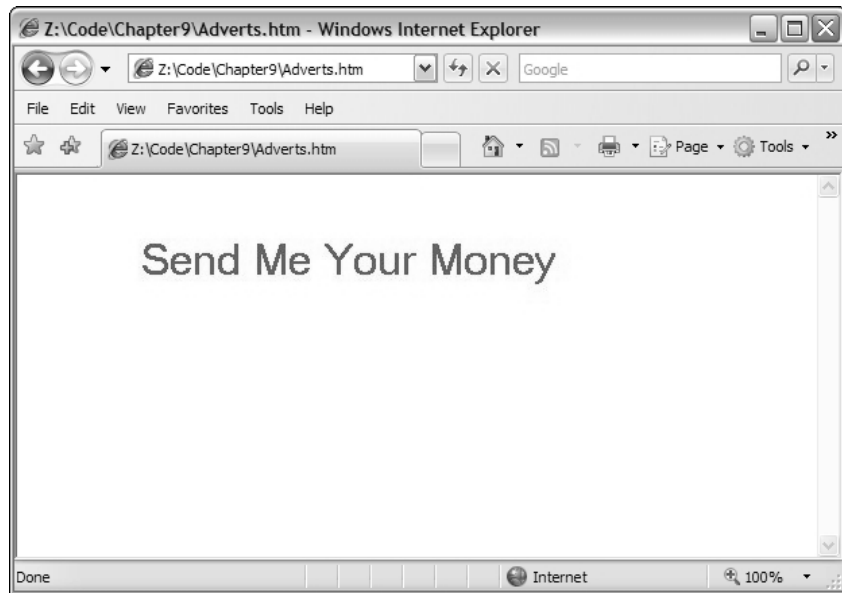 Z:\Code\Chapter9\Adverts.htm - Windows Internet Explorer
Z:\Code\Chapter9\Adverts.htm
Google
File Edit View Favorites Tools Help
Z:\Code\Chapter9\Adverts.htm
Page Tools »
Send Me Your Money
Done
Internet
100%